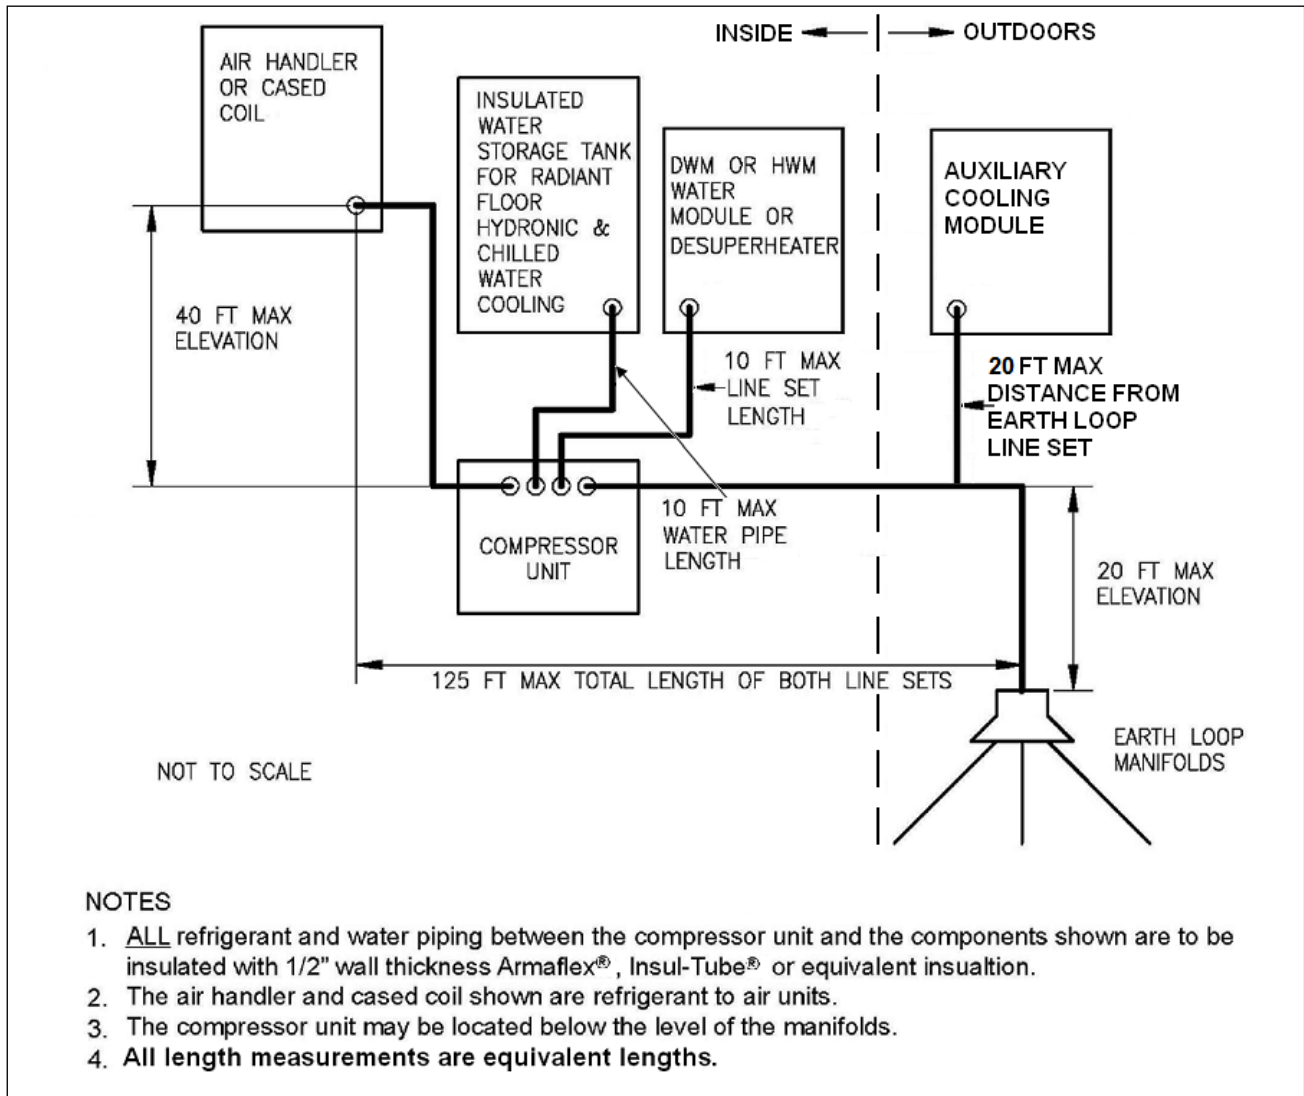 INSIDE
OUTDOORS
AIR HANDLER
OR CASED
COIL
INSULATED
WATER
STORAGE TANK
FOR RADIANT
FLOOR
HYDRONIC &
CHILLED
WATER
COOLING
DWM OR HWM
WATER
MODULE OR
DESUPERHEATER
AUXILIARY
COOLING
MODULE
40 FT MAX
ELEVATION
10 FT MAX
LINE SET
LENGTH
20 FT MAX
DISTANCE FROM
EARTH LOOP
LINE SET
10 FT MAX
WATER PIPE
LENGTH
COMPRESSOR
UNIT
20 FT MAX
ELEVATION
125 FT MAX TOTAL LENGTH OF BOTH LINE SETS
EARTH LOOP
MANIFOLDS
NOT TO SCALE
NOTES
1. ALL refrigerant and water piping between the compressor unit and the components shown are to be
insulated with 1/2" wall thickness Armaflex®, Insul-Tube® or equivalent insualtion.
2. The air handler and cased coil shown are refrigerant to air units.
3. The compressor unit may be located below the level of the manifolds.
4. All length measurements are equivalent lengths.